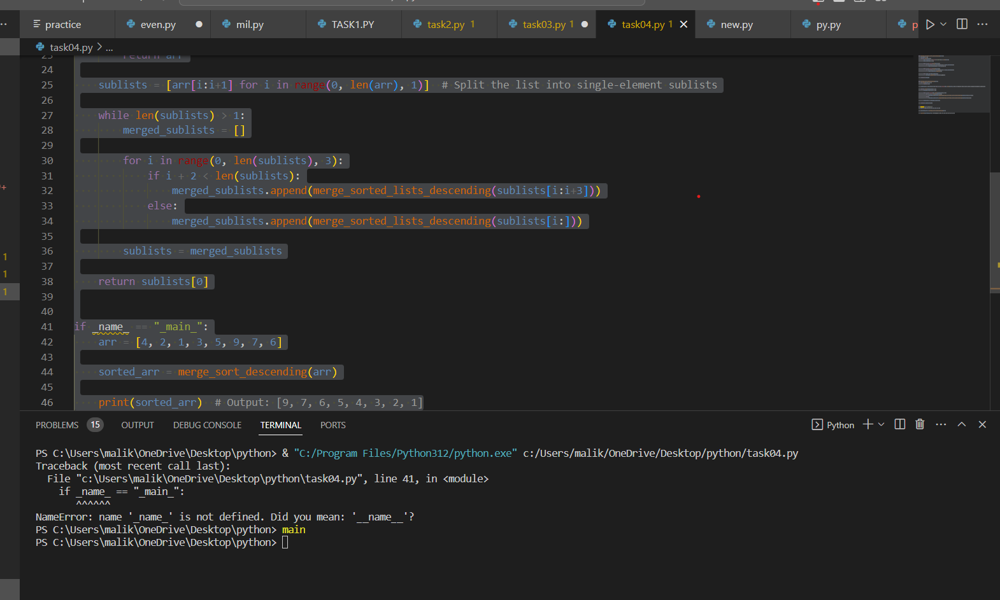 practice
even.py
mil.py
TASK1.PY
task2.py 1
task03.py 1
task04.py 1
new.py
py.py
p
task04.py > ...
23 return arr
24
25 sublists = [arr[i:i+1] for i in range(0, len(arr), 1)]  # Split the list into single-element sublists
26
27 while len(sublists) > 1:
28 merged_sublists = []
29
30 for i in range(0, len(sublists), 3):
31 if i + 2 < len(sublists):
32 merged_sublists.append(merge_sorted_lists_descending(sublists[i:i+3]))
33 else:
34 merged_sublists.append(merge_sorted_lists_descending(sublists[i:]))
35
36 sublists = merged_sublists
37
38 return sublists[0]
39
40
41 if _name_ == "_main_":
42 arr = [4, 2, 1, 3, 5, 9, 7, 6]
43
44 sorted_arr = merge_sort_descending(arr)
45
46 print(sorted_arr)  # Output: [9, 7, 6, 5, 4, 3, 2, 1]
1
1
1
PROBLEMS 15 OUTPUT DEBUG CONSOLE TERMINAL PORTS Python
PS C:\Users\malik\OneDrive\Desktop\python> & "C:/Program Files/Python312/python.exe" c:/Users/malik/OneDrive/Desktop/python/task04.py
Traceback (most recent call last):
File "c:\Users\malik\OneDrive\Desktop\python\task04.py", line 41, in <module>
if _name_ == "_main_":
^^^^^^
NameError: name '_name_' is not defined. Did you mean: '__name__'?
PS C:\Users\malik\OneDrive\Desktop\python> main
PS C:\Users\malik\OneDrive\Desktop\python>